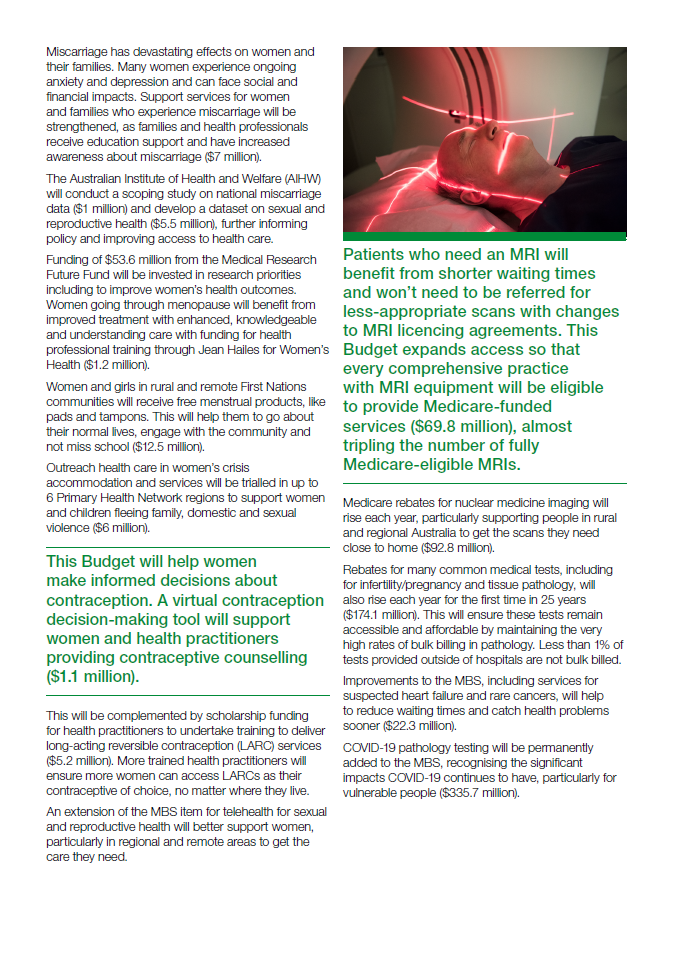 Miscarriage has devastating effects on women and
their families. Many women experience ongoing
anxiety and depression and can face social and
financial impacts. Support services for women
and families who experience miscarriage will be
strengthened, as families and health professionals
receive education support and have increased
awareness about miscarriage ($7 million).
The Australian Institute of Health and Welfare (AIHW)
will conduct a scoping study on national miscarriage
data ($1 million) and develop a dataset on sexual and
reproductive health ($5.5 million), further informing
policy and improving access to health care.
Funding of $53.6 million from the Medical Research
Future Fund will be invested in research priorities
including to improve women’s health outcomes.
Women going through menopause will benefit from
improved treatment with enhanced, knowledgeable
and understanding care with funding for health
professional training through Jean Hailes for Women’s
Health ($1.2 million).
Women and girls in rural and remote First Nations
communities will receive free menstrual products, like
pads and tampons. This will help them to go about
their normal lives, engage with the community and
not miss school ($12.5 million).
Outreach health care in women’s crisis
accommodation and services will be trialled in up to
6 Primary Health Network regions to support women
and children fleeing family, domestic and sexual
violence ($6 million).
This Budget will help women
make informed decisions about
contraception. A virtual contraception
decision-making tool will support
women and health practitioners
providing contraceptive counselling
($1.1 million).
This will be complemented by scholarship funding
for health practitioners to undertake training to deliver
long-acting reversible contraception (LARC) services
($5.2 million). More trained health practitioners will
ensure more women can access LARCs as their
contraceptive of choice, no matter where they live.
An extension of the MBS item for telehealth for sexual
and reproductive health will better support women,
particularly in regional and remote areas to get the
care they need.
Patients who need an MRI will
benefit from shorter waiting times
and won’t need to be referred for
less-appropriate scans with changes
to MRI licencing agreements. This
Budget expands access so that
every comprehensive practice
with MRI equipment will be eligible
to provide Medicare-funded
services ($69.8 million), almost
tripling the number of fully
Medicare-eligible MRIs.
Medicare rebates for nuclear medicine imaging will
rise each year, particularly supporting people in rural
and regional Australia to get the scans they need
close to home ($92.8 million).
Rebates for many common medical tests, including
for infertility/pregnancy and tissue pathology, will
also rise each year for the first time in 25 years
($174.1 million). This will ensure these tests remain
accessible and affordable by maintaining the very
high rates of bulk billing in pathology. Less than 1% of
tests provided outside of hospitals are not bulk billed.
Improvements to the MBS, including services for
suspected heart failure and rare cancers, will help
to reduce waiting times and catch health problems
sooner ($22.3 million).
COVID-19 pathology testing will be permanently
added to the MBS, recognising the significant
impacts COVID-19 continues to have, particularly for
vulnerable people ($335.7 million).